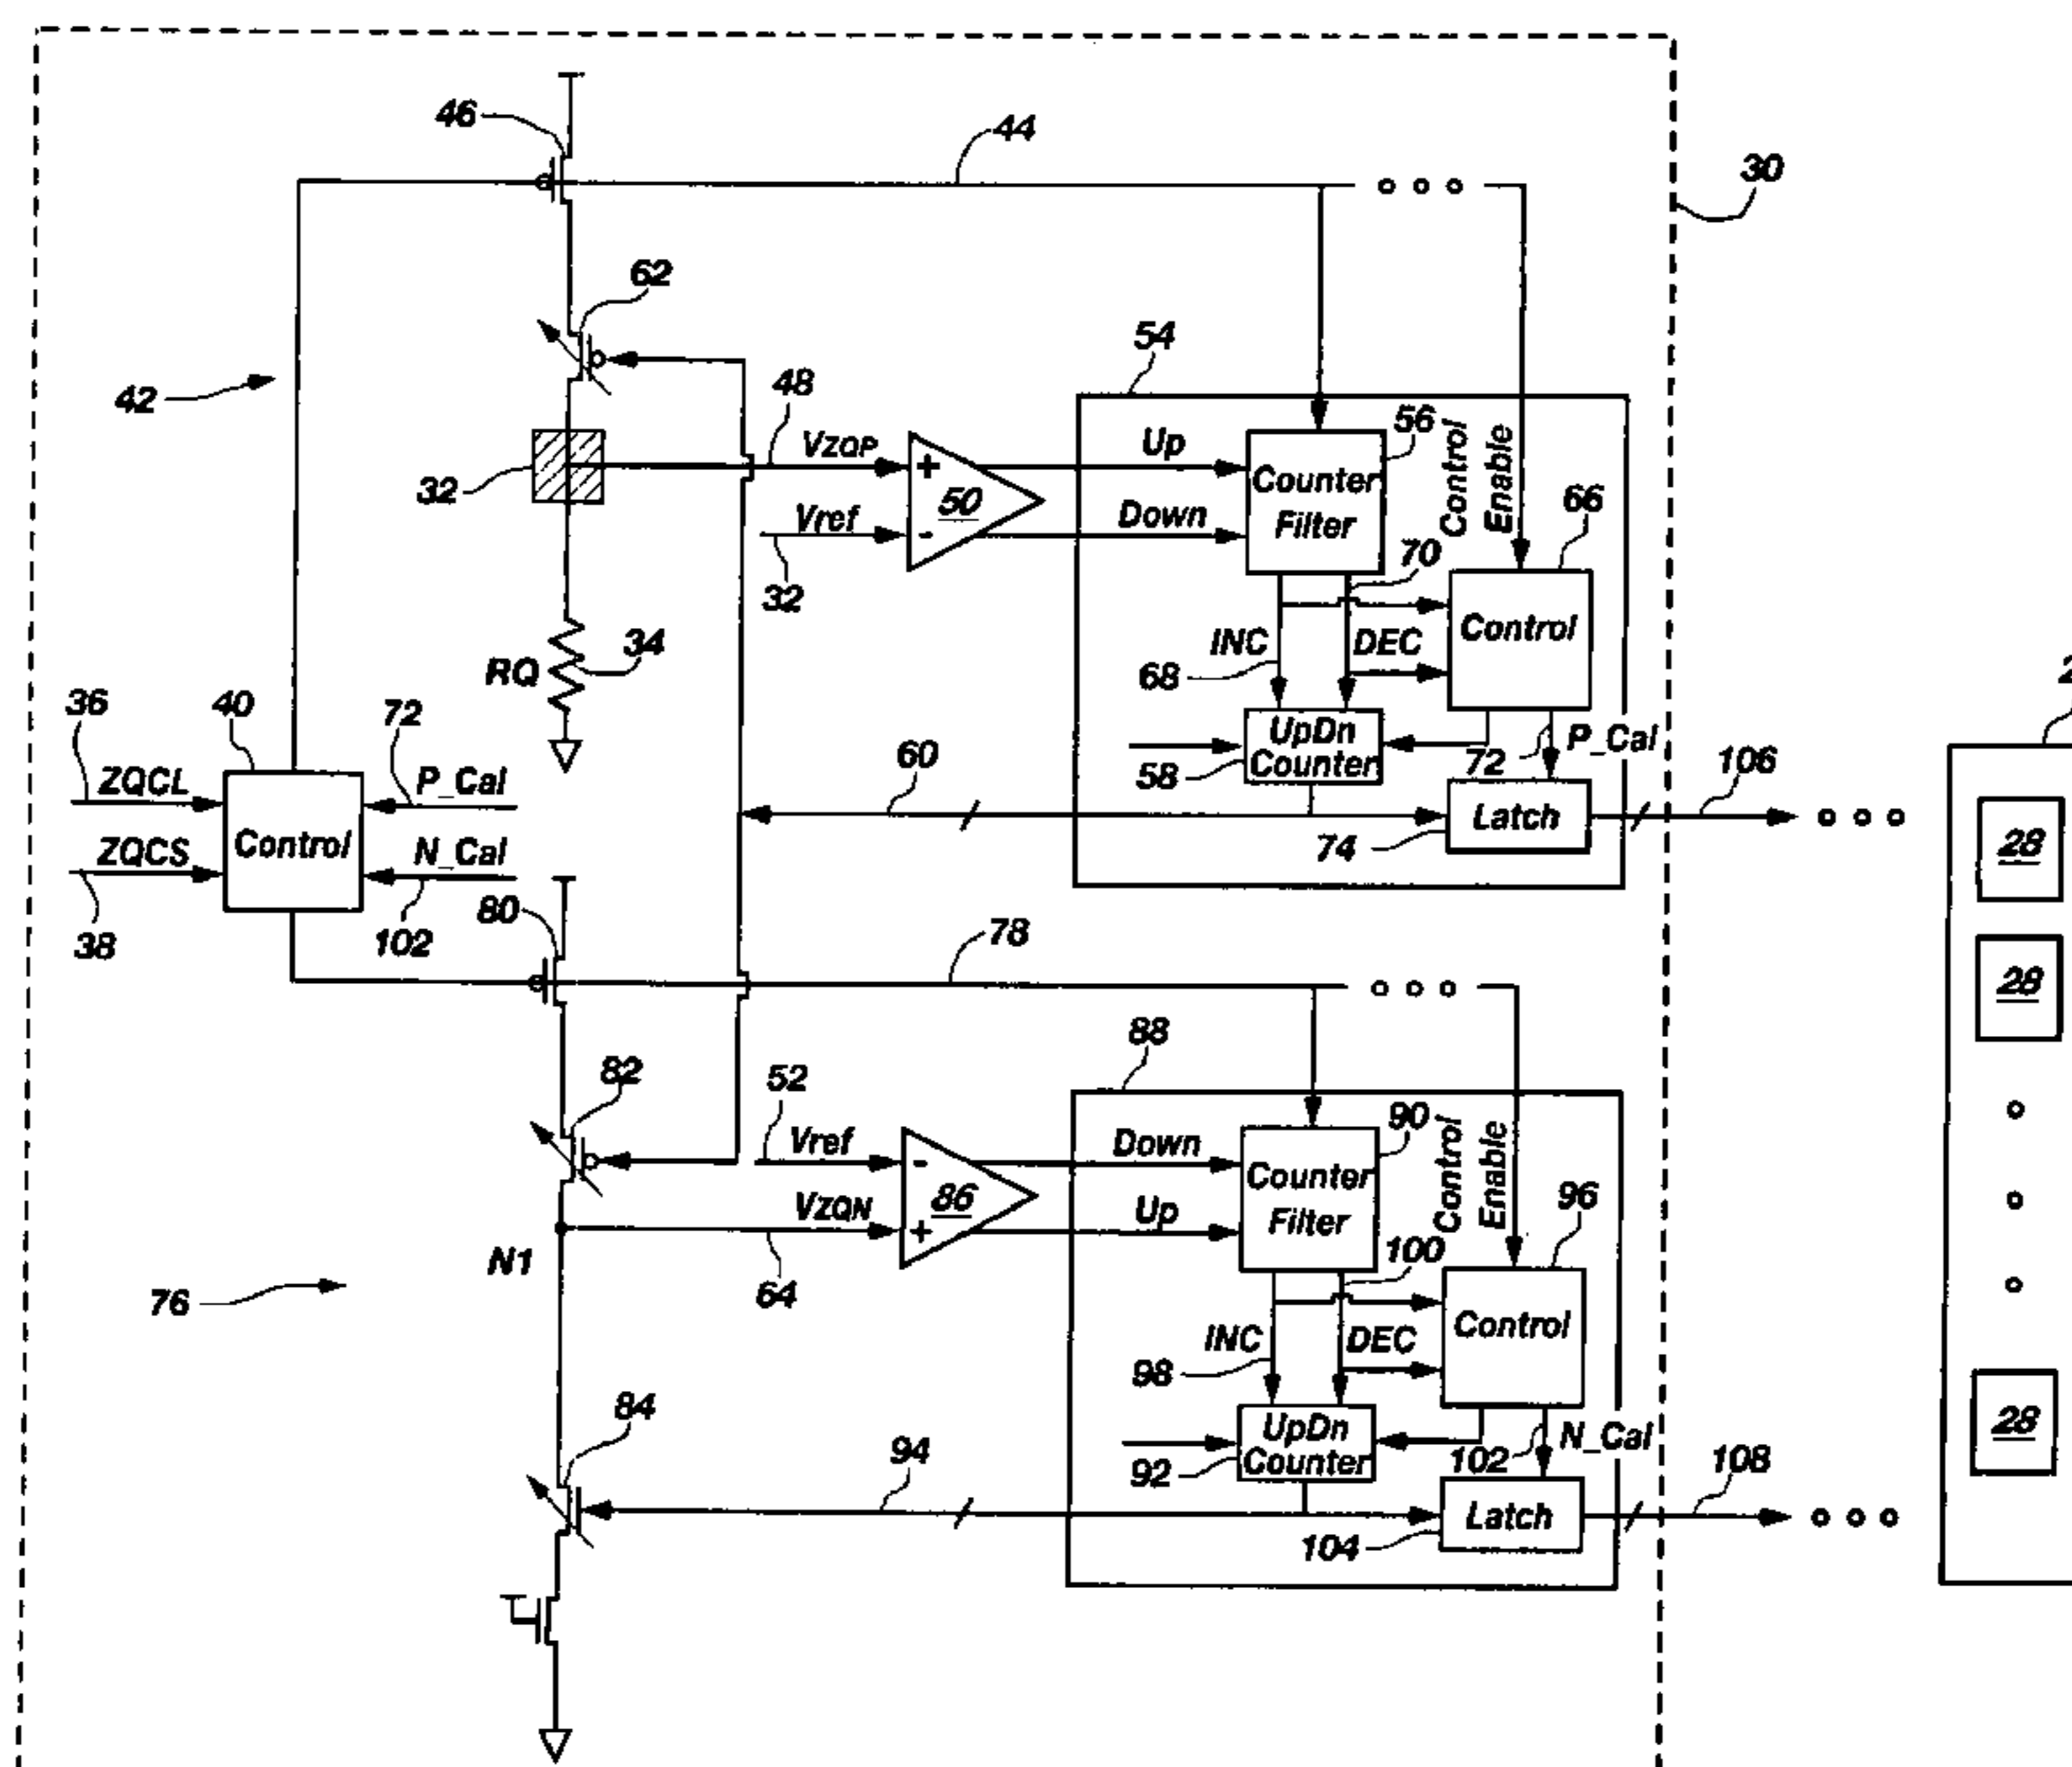 46
44
30
62
54
42
48
VZQP
Up
56
Control
Enable
32
+
50
Counter
Filter
66
Vref
-
Down
70
32
Control
RQ
34
INC
DEC
68
36
40
72
UpDn
Counter
P_Cal
72
ZQCL
P_Cal
60
58
106
Control
Latch
28
ZQCS
N_Cal
74
80
38
102
78
28
88
82
52
90
Control
Enable
Vref
-
Down
Counter
Filter
96
VZQN
86
+
Up
N1
64
100
76
INC
DEC
Control
98
84
UpDn
Counter
N_Cal
28
94
92
102
108
Latch
104